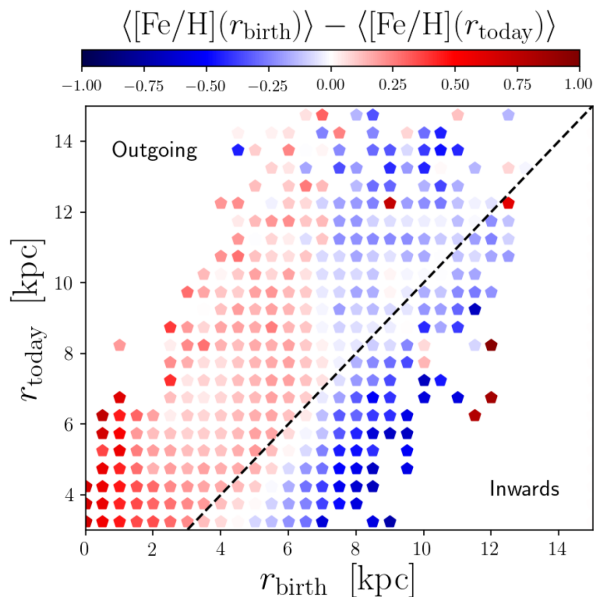 ⟨[Fe/H](r_birth)⟩ − ⟨[Fe/H](r_today)⟩
−1.00 −0.75 −0.50 −0.25 0.00 0.25 0.50 0.75 1.00
Outgoing
Inwards
r_today [kpc]
14
12
10
8
6
4
0 2 4 6 8 10 12 14
r_birth [kpc]